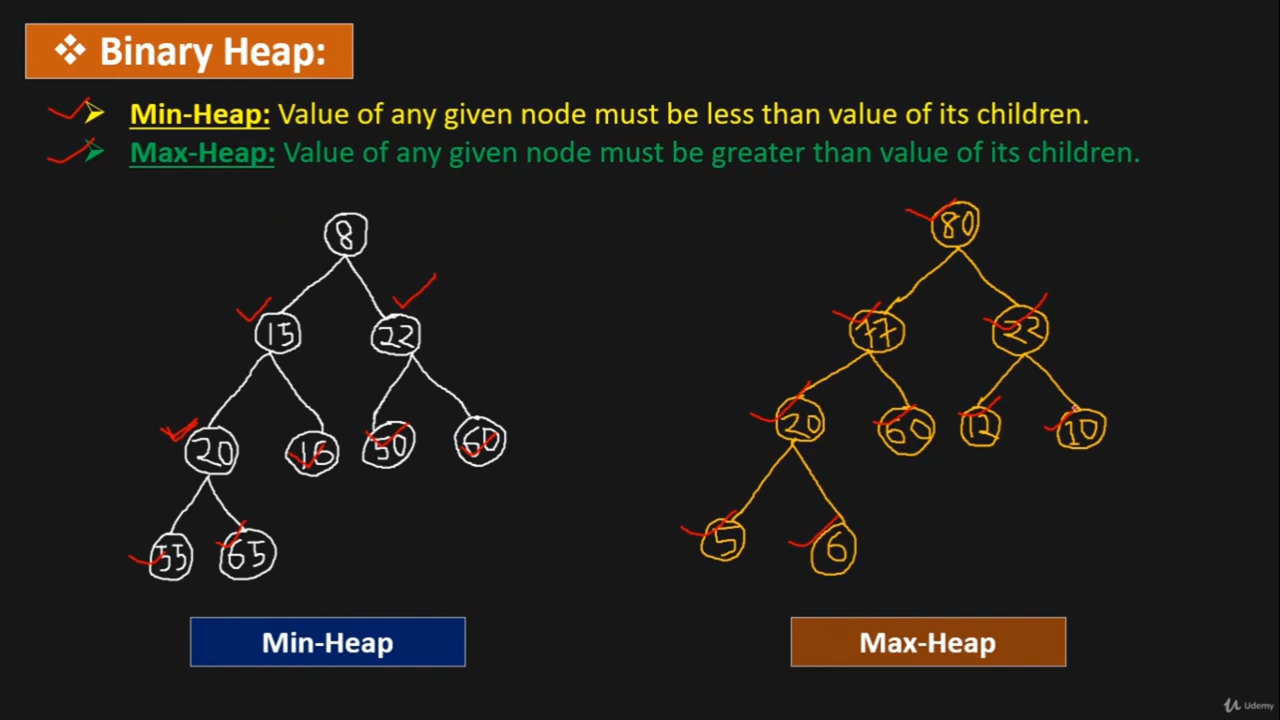 ❖ Binary Heap:
➢ Min-Heap: Value of any given node must be less than value of its children.
➢ Max-Heap: Value of any given node must be greater than value of its children.
8
15 22
20 16 50 60
55 65
80
77 22
20 60 12 10
5 6
Min-Heap
Max-Heap
Udemy